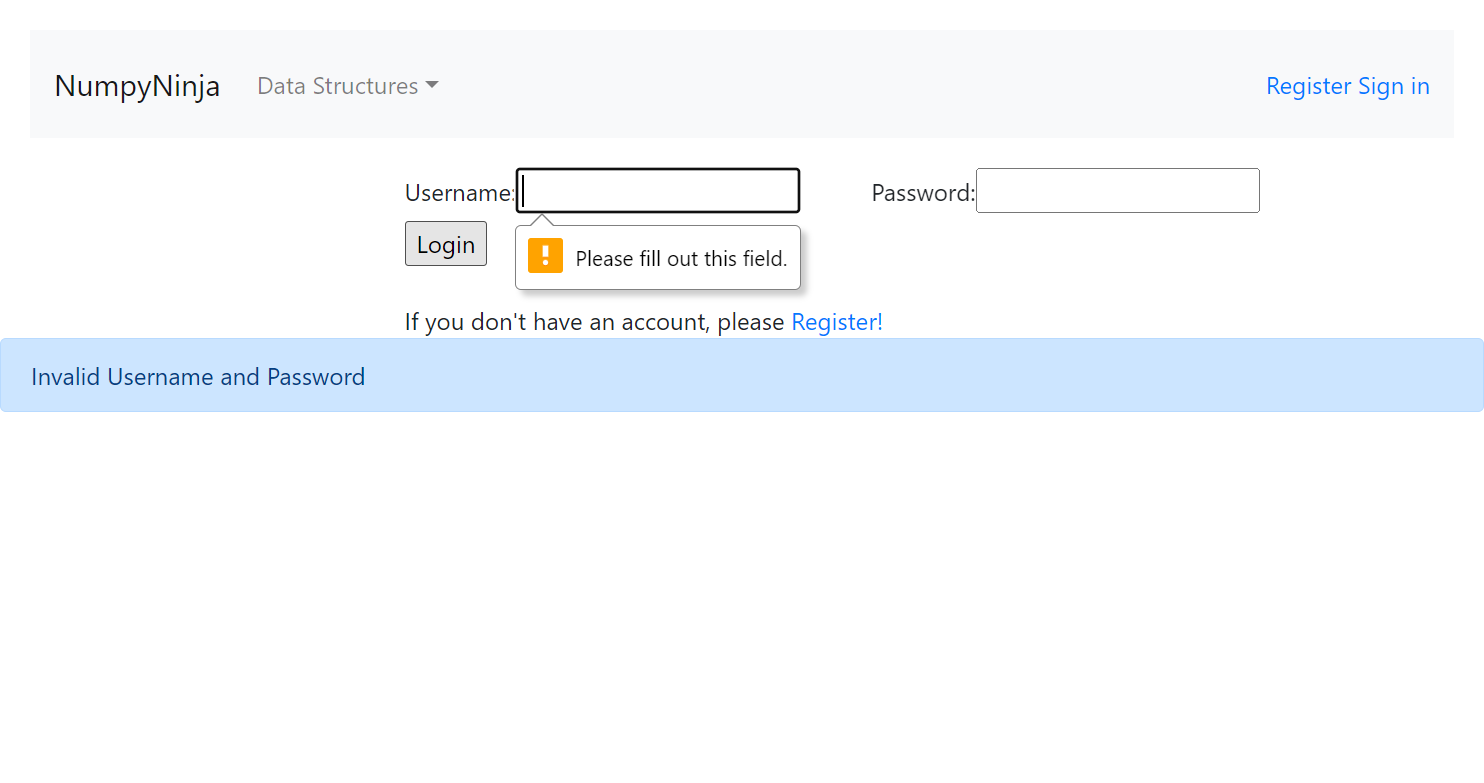 NumpyNinja Data Structures Register Sign in
Username: Password:
Login
Please fill out this field.
If you don't have an account, please Register!
Invalid Username and Password